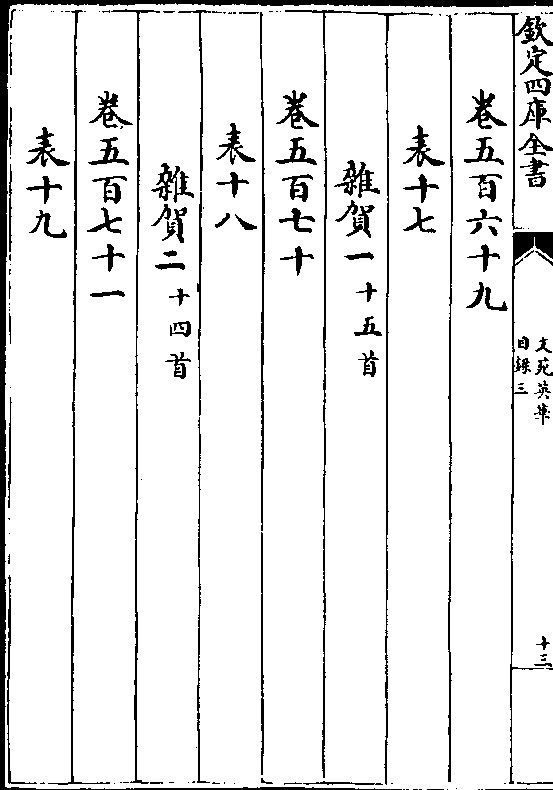 欽定四庫全書
文苑英華
目録三
十三
卷五百六十九
表十七
雜賀一十五首
卷五百七十
表十八
雜賀二十四首
卷五百七十一
表十九